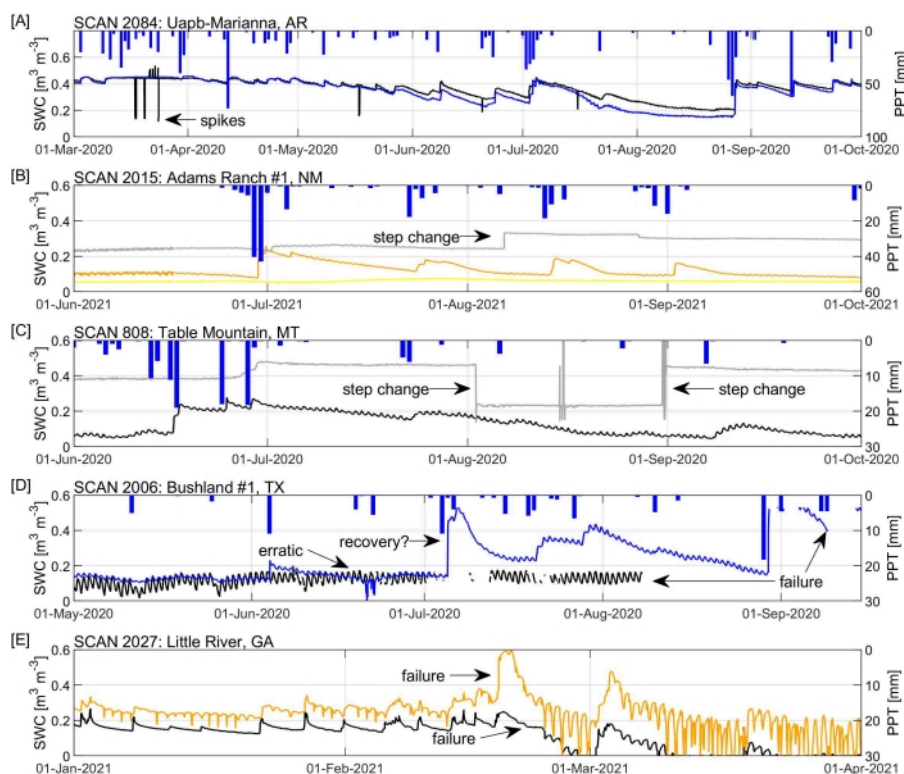 [A] SCAN 2084: Uapb-Marianna, AR
SWC [m³ m⁻³]
0.6
0.4
0.2
0
spikes
0
50
100
PPT [mm]
01-Mar-2020 01-Apr-2020 01-May-2020 01-Jun-2020 01-Jul-2020 01-Aug-2020 01-Sep-2020 01-Oct-2020
[B] SCAN 2015: Adams Ranch #1, NM
SWC [m³ m⁻³]
0.6
0.4
0.2
0
step change
0
20
40
60
PPT [mm]
01-Jun-2021 01-Jul-2021 01-Aug-2021 01-Sep-2021 01-Oct-2021
[C] SCAN 808: Table Mountain, MT
SWC [m³ m⁻³]
0.6
0.4
0.2
0
step change step change
0
10
20
30
PPT [mm]
01-Jun-2020 01-Jul-2020 01-Aug-2020 01-Sep-2020 01-Oct-2020
[D] SCAN 2006: Bushland #1, TX
SWC [m³ m⁻³]
0.6
0.4
0.2
0
recovery?
erratic
failure
0
10
20
30
PPT [mm]
01-May-2020 01-Jun-2020 01-Jul-2020 01-Aug-2020 01-Sep-2020
[E] SCAN 2027: Little River, GA
SWC [m³ m⁻³]
0.6
0.4
0.2
0
failure
failure
0
10
20
30
PPT [mm]
01-Jan-2021 01-Feb-2021 01-Mar-2021 01-Apr-2021